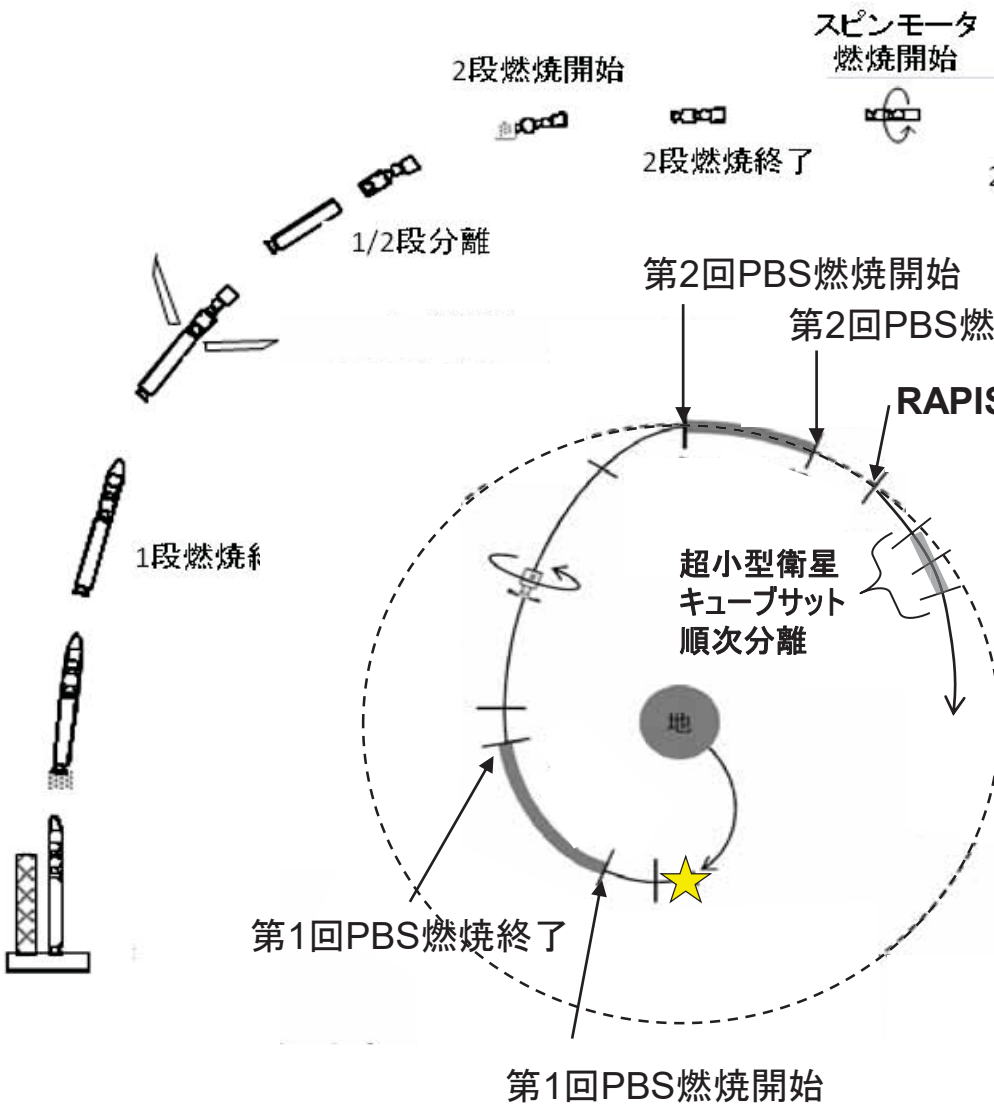 スピンモータ
燃焼開始
2段燃焼開始
2段燃焼終了
1/2段分離
第2回PBS燃焼開始
第2回PBS燃
RAPIS
1段燃焼
超小型衛星
キューブサット
順次分離
地
第1回PBS燃焼終了
第1回PBS燃焼開始